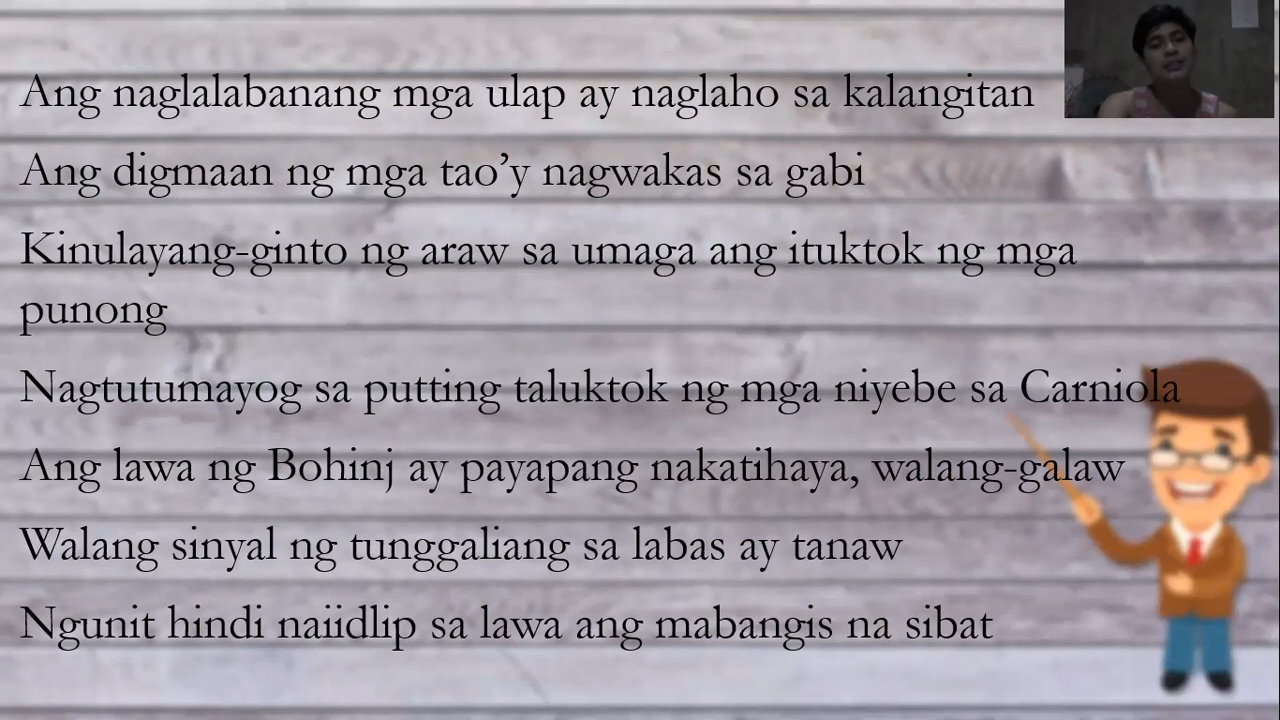 Ang naglalabanang mga ulap ay naglaho sa kalangitan
Ang digmaan ng mga tao’y nagwakas sa gabi
Kinulayang-ginto ng araw sa umaga ang ituktok ng mga
punong
Nagtutumayog sa putting taluktok ng mga niyebe sa Carniola
Ang lawa ng Bohinj ay payapang nakatihaya, walang-galaw
Walang sinyal ng tunggaliang sa labas ay tanaw
Ngunit hindi naiidlip sa lawa ang mabangis na sibat